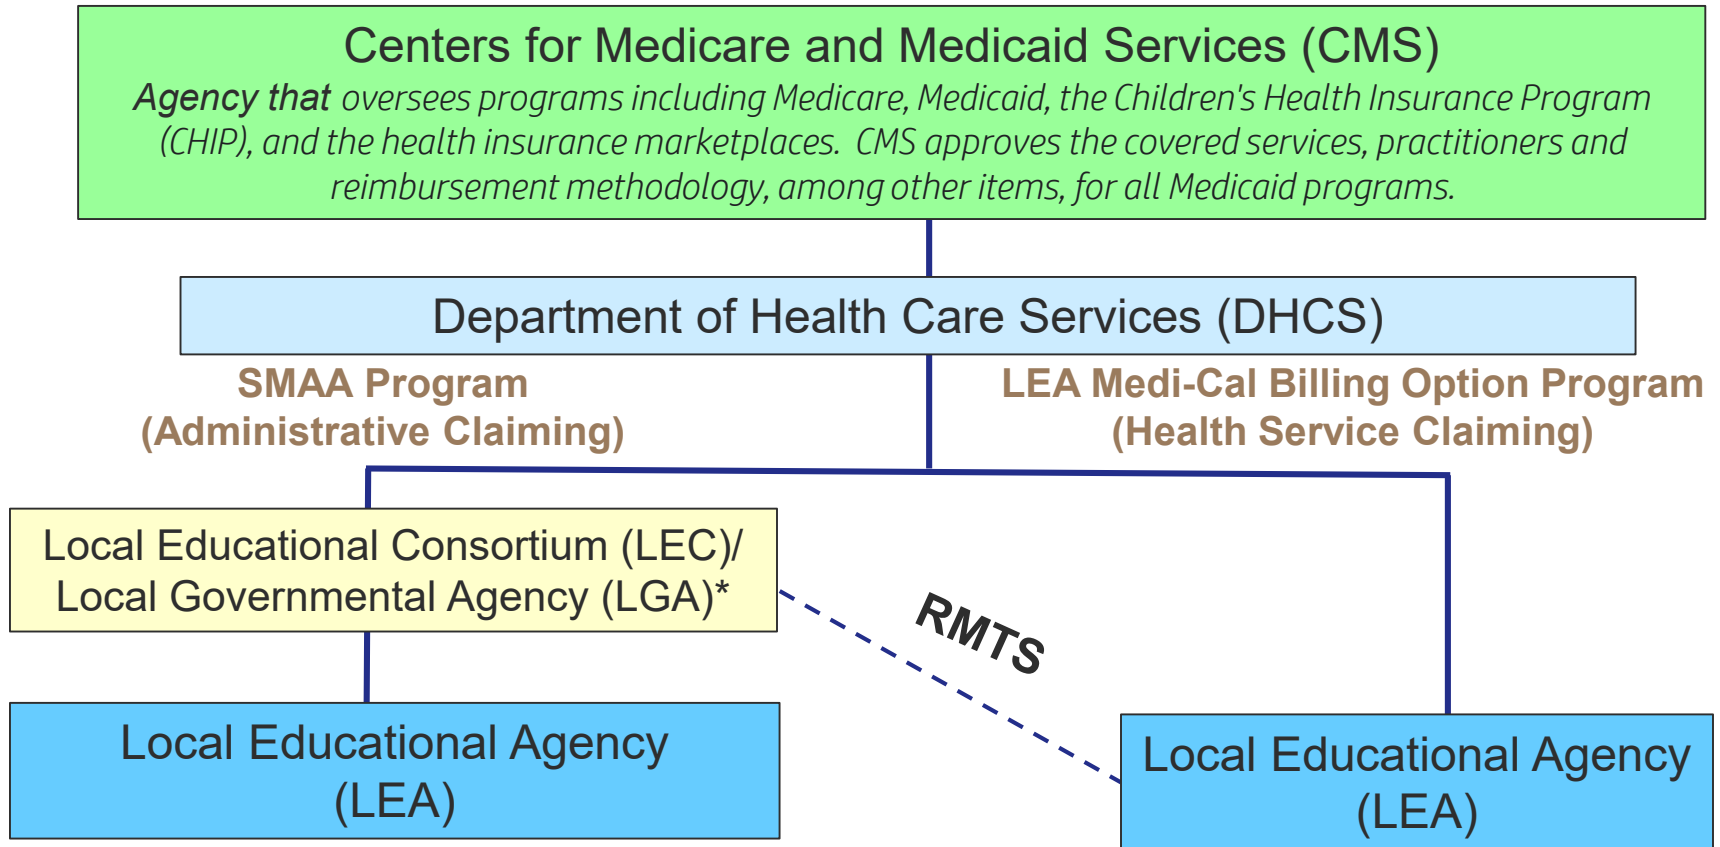 Centers for Medicare and Medicaid Services (CMS)
Agency that oversees programs including Medicare, Medicaid, the Children's Health Insurance Program
(CHIP), and the health insurance marketplaces.  CMS approves the covered services, practitioners and
reimbursement methodology, among other items, for all Medicaid programs.
Department of Health Care Services (DHCS)
SMAA Program
(Administrative Claiming)
LEA Medi-Cal Billing Option Program
(Health Service Claiming)
Local Educational Consortium (LEC)/
Local Governmental Agency (LGA)*
RMTS
Local Educational Agency
(LEA)
Local Educational Agency
(LEA)